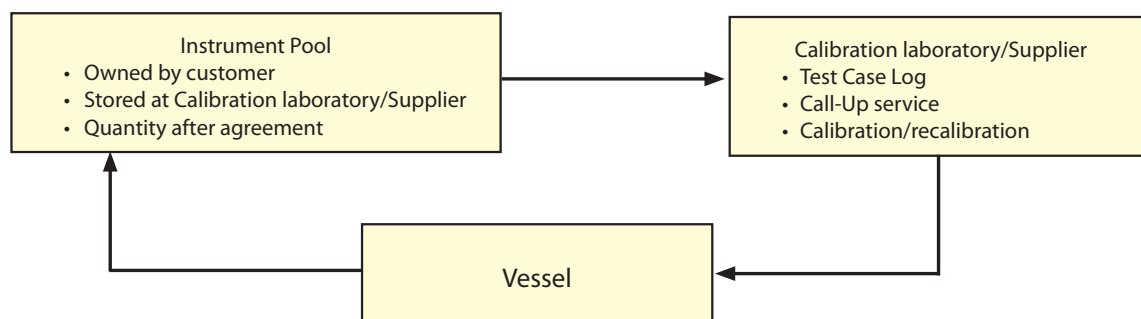 Instrument Pool
• Owned by customer
• Stored at Calibration laboratory/Supplier
• Quantity after agreement
Calibration laboratory/Supplier
• Test Case Log
• Call-Up service
• Calibration/recalibration
Vessel